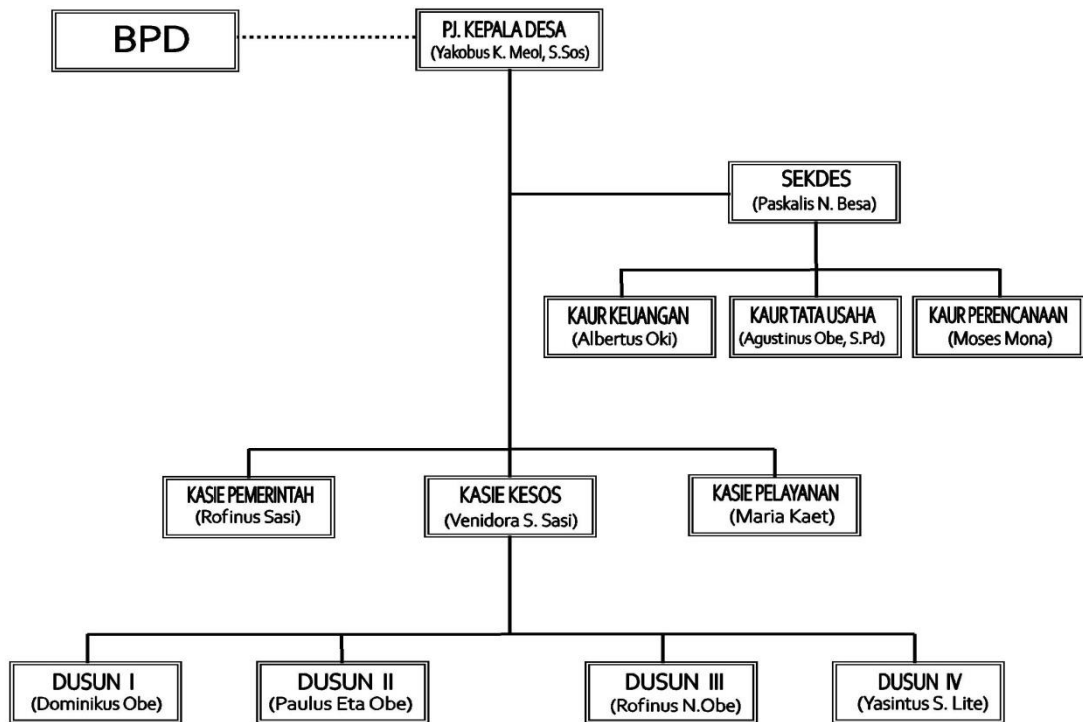 BPD
PJ. KEPALA DESA
(Yakobus K. Meol, S.Sos)
SEKDES
(Paskalis N. Besa)
KAUR KEUANGAN
(Albertus Oki)
KAUR TATA USAHA
(Agustinus Obe, S.Pd)
KAUR PERENCANAAN
(Moses Mona)
KASIE PEMERINTAH
(Rofinus Sasi)
KASIE KESOS
(Venidora S. Sasi)
KASIE PELAYANAN
(Maria Kaet)
DUSUN I
(Dominikus Obe)
DUSUN II
(Paulus Eta Obe)
DUSUN III
(Rofinus N.Obe)
DUSUN IV
(Yasintus S. Lite)